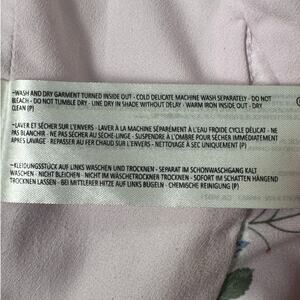 -WASH AND DRY GARMENT TURNED INSIDE OUT - COLD DELICATE MACHINE WASH SEPARATELY - DO NOT
BLEACH - DO NOT TUMBLE DRY - LINE DRY IN SHADE WITHOUT DELAY - WARM IRON INSIDE OUT - DRY
CLEAN (P)
-LAVER ET SÉCHER SUR L'ENVERS - LAVER À LA MACHINE SÉPARÉMENT À L'EAU FROIDE CYCLE DÉLICAT - NE
PAS BLANCHIR - NE PAS SÉCHER AU SÈCHE-LINGE - SUSPENDRE À L'OMBRE POUR SÉCHER IMMÉDIATEMENT
APRÈS LAVAGE - REPASSER AU FER CHAUD SUR L'ENVERS - NETTOYAGE À SEC UNIQUEMENT (P)
-KLEIDUNGSSTÜCK AUF LINKS WASCHEN UND TROCKNEN - SEPARAT IM SCHONWASCHGANG KALT
WASCHEN - NICHT BLEICHEN - NICHT IM WÄSCHETROCKNER TROCKNEN - SOFORT IM SCHATTEN HÄNGEND
TROCKNEN LASSEN - BEI MITTLERER HITZE AUF LINKS BÜGELN - CHEMISCHE REINIGUNG (P)